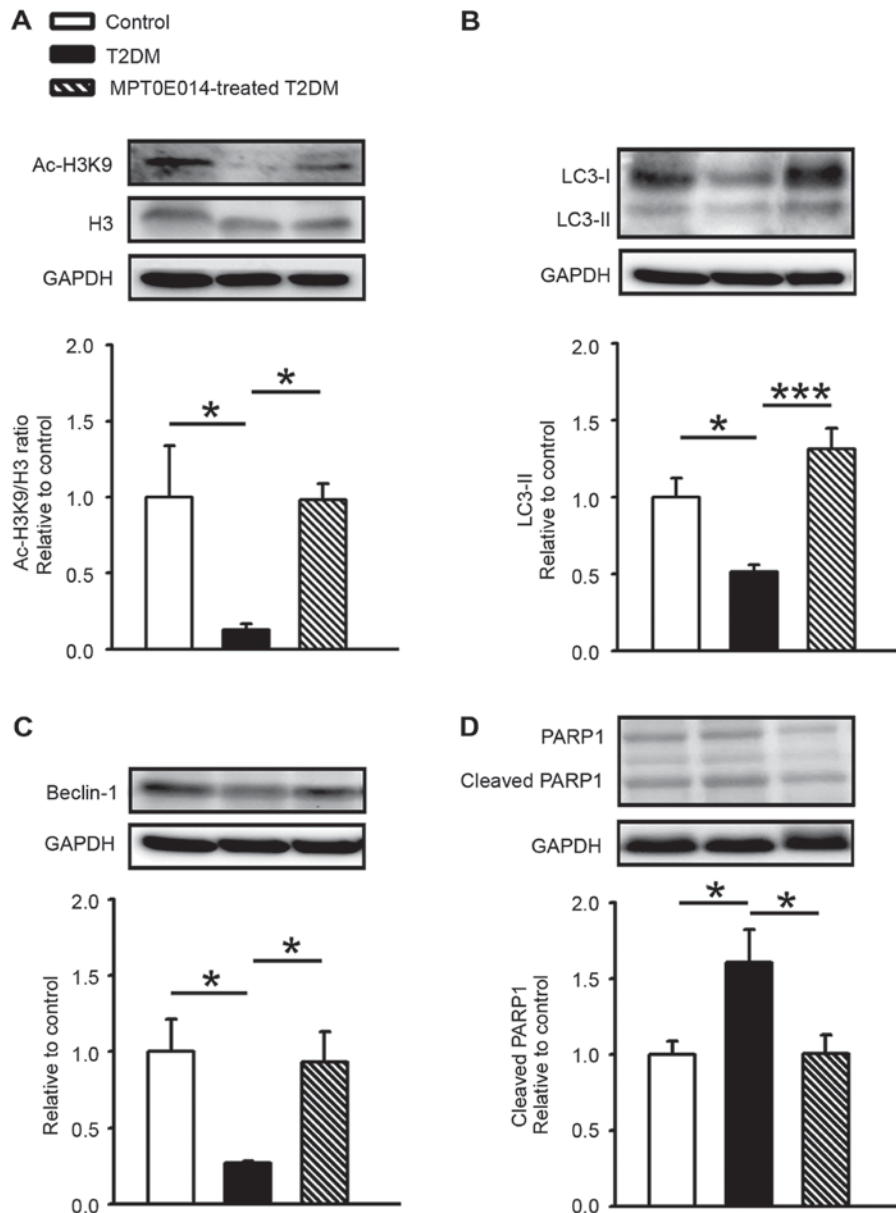 A
Control
T2DM
MPT0E014-treated T2DM
Ac-H3K9
H3
GAPDH
2.0
1.5
1.0
0.5
0.0
Ac-H3K9/H3 ratio
Relative to control
*
*
B
LC3-I
LC3-II
GAPDH
2.0
1.5
1.0
0.5
0.0
LC3-II
Relative to control
*
***
C
Beclin-1
GAPDH
2.0
1.5
1.0
0.5
0.0
Relative to control
*
*
D
PARP1
Cleaved PARP1
GAPDH
2.0
1.5
1.0
0.5
0.0
Cleaved PARP1
Relative to control
*
*